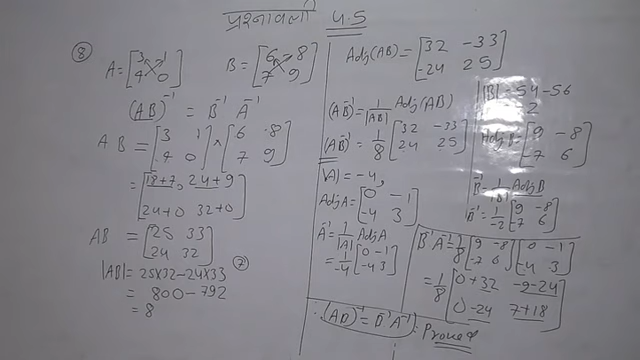 प्रश्नावली 4.5
(8)
A = [3 1
4 0] B = [6 8
7 9]
(AB)⁻¹ = B⁻¹ A⁻¹
AB = [3 1
4 0] × [6 8
7 9]
= [18+7, 24+9
24+0 32+0]
AB = [25 33
24 32]
|AB| = 25×32-24×33
= 800-792
= 8
(7)
Adj(AB) = [32 -33
-24 25]
(AB)⁻¹ = 1/|AB| Adj(AB)
(AB)⁻¹ = 1/8 [32 -33
24 25]
|A| = -4,
AdjA = [0 -1
-4 3]
A⁻¹ = 1/|A| AdjA
= 1/-4 [0 -1
-4 3]
|B| = 54-56
2
AdjB = [9 -8
-7 6]
B⁻¹ = 1/|B| AdjB
B⁻¹ = 1/-2 [9 -8
-7 6]
B⁻¹A⁻¹ = 1/8 [9 -8
-7 6] [0 -1
-4 3]
= 1/8 [0+32 -9-24
0-24 7+18]
∴ (AB)⁻¹ = B⁻¹A⁻¹ Proved